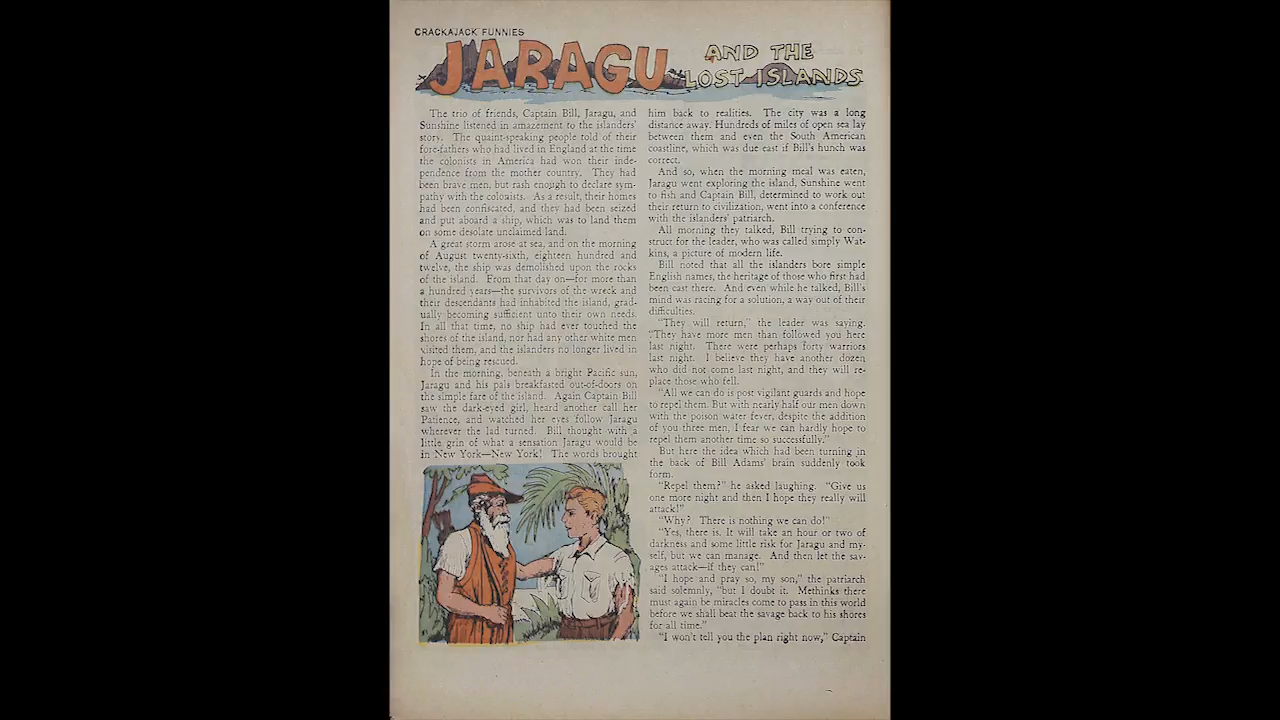 CRACKAJACK FUNNIES
JARAGU AND THE
LOST ISLANDS
The trio of friends, Captain Bill, Jaragu, and
Sunshine listened in amazement to the islanders'
story. The quaint-speaking people told of their
fore-fathers who had lived in England at the time
the colonists in America had won their inde-
pendence from the mother country. They had
been brave men, but rash enough to declare sym-
pathy with the colonists. As a result, their homes
had been confiscated, and they had been seized
and put aboard a ship, which was to land them
on some desolate unclaimed land.
A great storm arose at sea, and on the morning
of August twenty-sixth, eighteen hundred and
twelve, the ship was demolished upon the rocks
of the island. From that day on—for more than
a hundred years—the survivors of the wreck and
their descendants had inhabited the island, grad-
ually becoming sufficient unto their own needs.
In all that time, no ship had ever touched the
shores of the island, nor had any other white men
visited them, and the islanders no longer lived in
hope of being rescued.
In the morning, beneath a bright Pacific sun,
Jaragu and his pals breakfasted out-of-doors on
the simple fare of the island. Again Captain Bill
saw the dark-eyed girl, heard another call her
Patience, and watched her eyes follow Jaragu
wherever the lad turned. Bill thought with a
little grin of what a sensation Jaragu would be
in New York—New York! The words brought
him back to realities. The city was a long
distance away. Hundreds of miles of open sea lay
between them and even the South American
coastline, which was due east if Bill's hunch was
correct.
And so, when the morning meal was eaten,
Jaragu went exploring the island, Sunshine went
to fish and Captain Bill, determined to work out
their return to civilization, went into a conference
with the islanders' patriarch.
All morning they talked, Bill trying to con-
struct for the leader, who was called simply Wat-
kins, a picture of modern life.
Bill noted that all the islanders bore simple
English names, the heritage of those who first had
been cast there. And even while he talked, Bill's
mind was racing for a solution, a way out of their
difficulties.
"They will return," the leader was saying.
"They have more men than followed you here
last night. There were perhaps forty warriors
last night. I believe they have another dozen
who did not come last night, and they will re-
place those who fell.
"All we can do is post vigilant guards and hope
to repel them. But with nearly half our men down
with the poison water fever, despite the addition
of you three men, I fear we can hardly hope to
repel them another time so successfully."
But here the idea which had been turning in
the back of Bill Adams' brain suddenly took
form.
"Repel them?" he asked laughing. "Give us
one more night and then I hope they really will
attack!"
"Why? There is nothing we can do!"
"Yes, there is. It will take an hour or two of
darkness and some little risk for Jaragu and my-
self, but we can manage. And then let the sav-
ages attack—if they can!"
"I hope and pray so, my son," the patriarch
said solemnly, "but I doubt it. Methinks there
must again be miracles come to pass in this world
before we shall beat the savage back to his shores
for all time."
"I won't tell you the plan right now," Captain